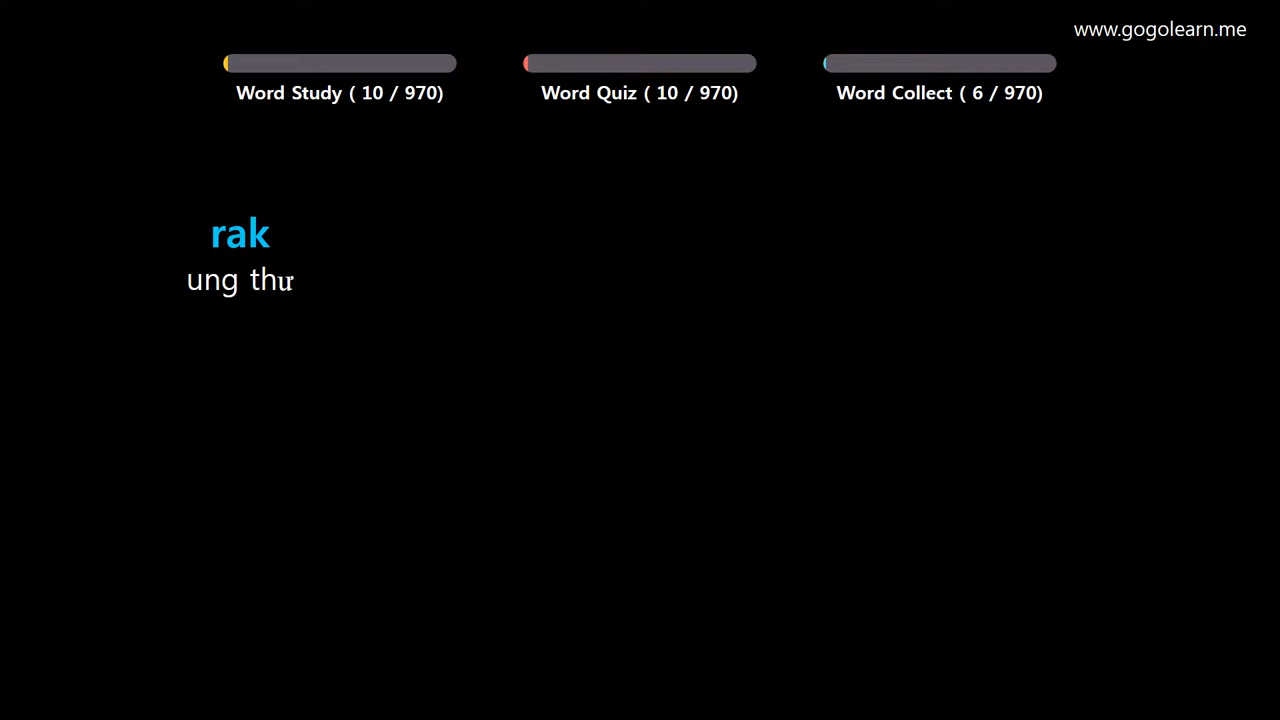 www.gogolearn.me
Word Study ( 10 / 970)
Word Quiz ( 10 / 970)
Word Collect ( 6 / 970)
rak
ung thư